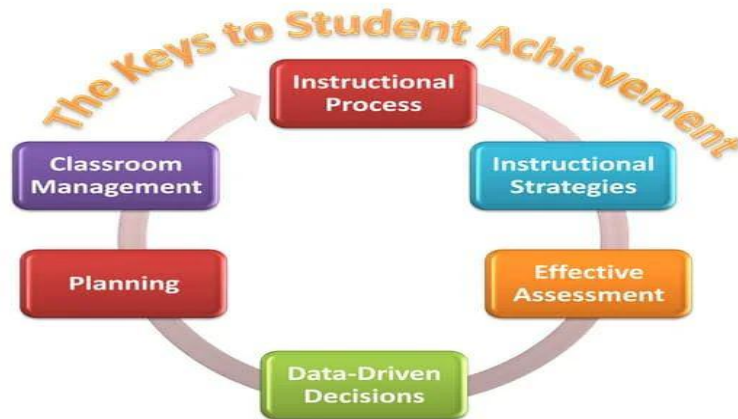 The Keys to Student Achievement
Instructional
Process
Instructional
Strategies
Effective
Assessment
Data-Driven
Decisions
Planning
Classroom
Management